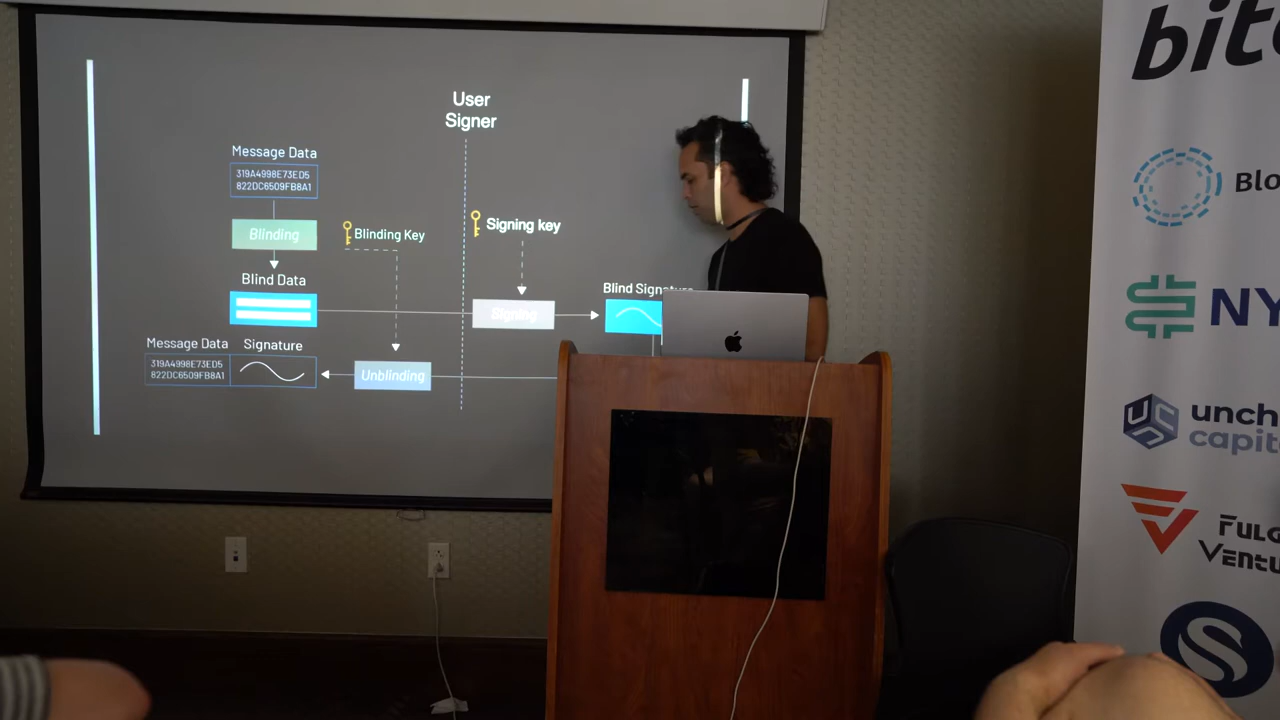 User
Signer
Message Data
319A4998E73ED5
822DC6509FB8A1
Blinding
Blinding Key
Signing key
Blind Data
Signing
Blind Signature
Message Data
Signature
319A4998E73ED5
822DC6509FB8A1
Unblinding
bit
Blo
NY
unch
capit
Fulg
Ventu